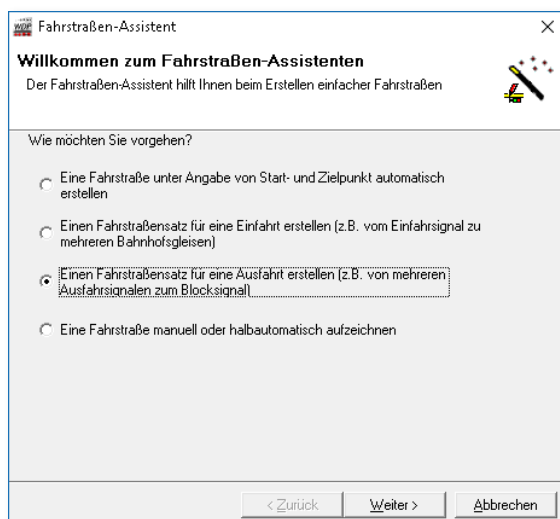 WDP
Fahrstraßen-Assistent
Willkommen zum Fahrstraßen-Assistenten
Der Fahrstraßen-Assistent hilft Ihnen beim Erstellen einfacher Fahrstraßen
Wie möchten Sie vorgehen?
Eine Fahrstraße unter Angabe von Start- und Zielpunkt automatisch
erstellen
Einen Fahrstraßensatz für eine Einfahrt erstellen (z.B. vom Einfahrsignal zu
mehreren Bahnhofsgleisen)
Einen Fahrstraßensatz für eine Ausfahrt erstellen (z.B. von mehreren
Ausfahrsignalen zum Blocksignal)
Eine Fahrstraße manuell oder halbautomatisch aufzeichnen
< Zurück
Weiter >
Abbrechen